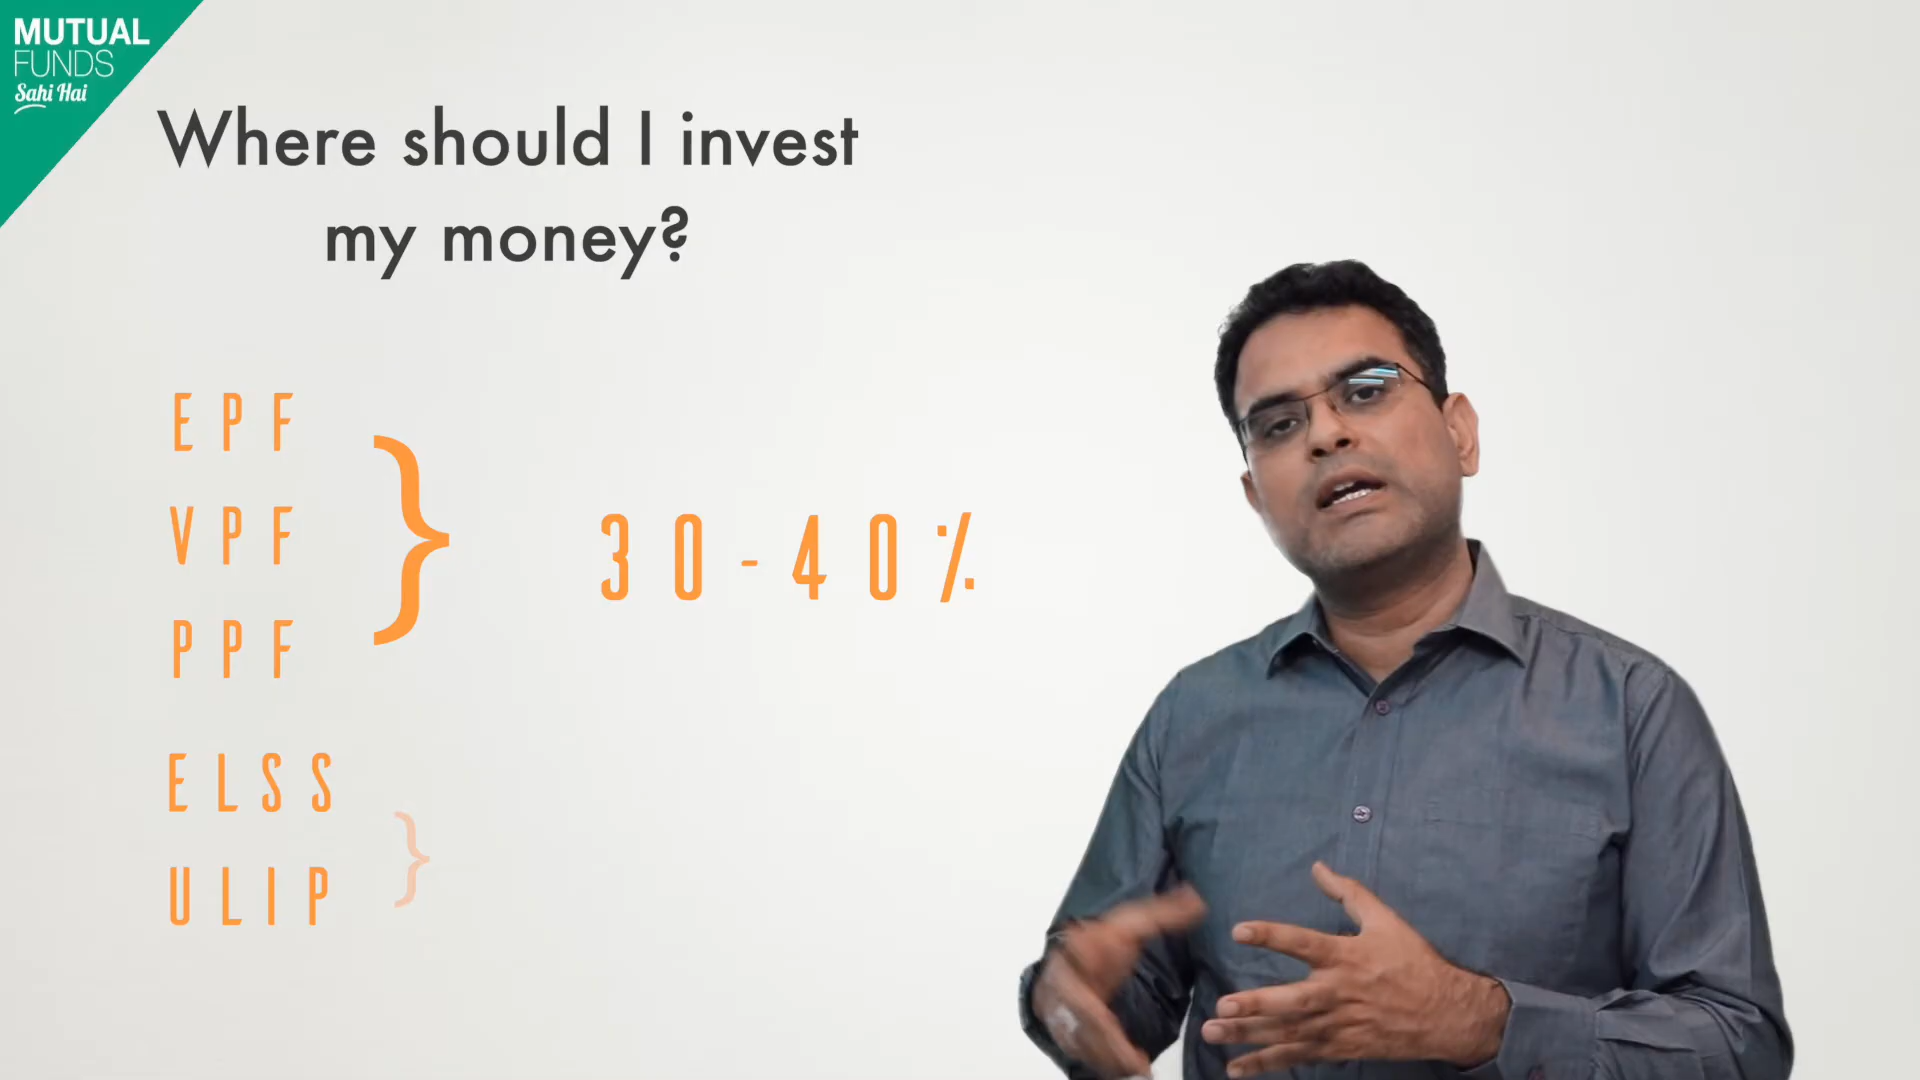 MUTUAL
FUNDS
Sahi Hai
Where should I invest
my money?
EPF
VPF
PPF
}
30-40%
ELSS
ULIP
}